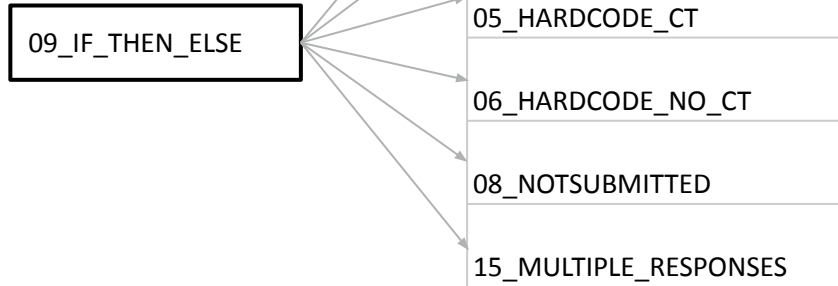 05_HARDCODE_CT
09_IF_THEN_ELSE
06_HARDCODE_NO_CT
08_NOTSUBMITTED
15_MULTIPLE_RESPONSES